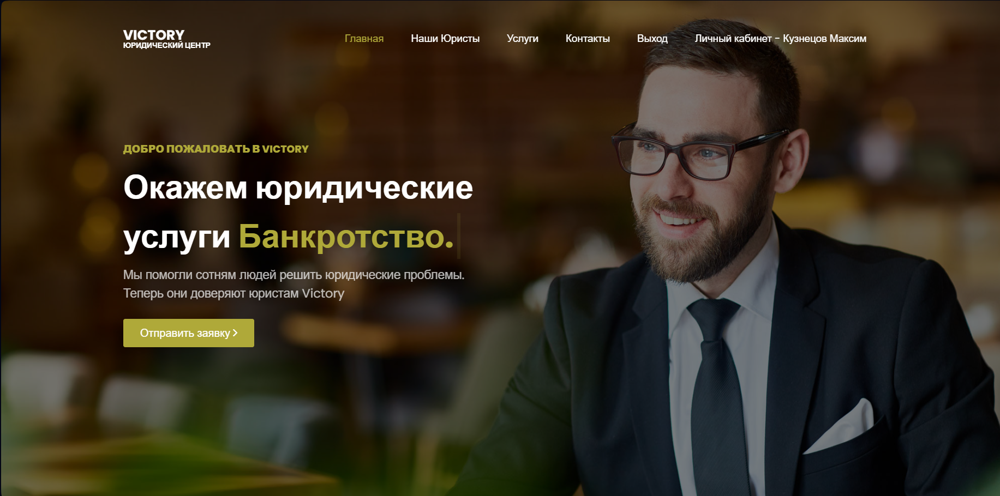 VICTORY
ЮРИДИЧЕСКИЙ ЦЕНТР
Главная Наши Юристы Услуги Контакты Выход Личный кабинет - Кузнецов Максим
ДОБРО ПОЖАЛОВАТЬ В VICTORY
Окажем юридические
услуги Банкротство.
Мы помогли сотням людей решить юридические проблемы.
Теперь они доверяют юристам Victory
Отправить заявку